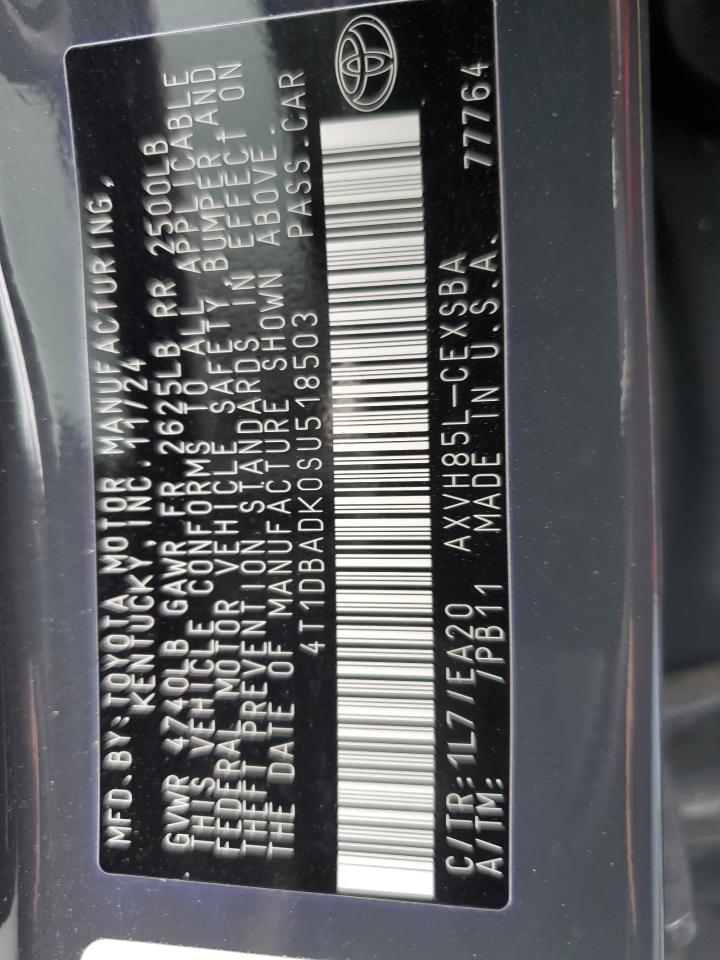 MFD.BY:TOYOTA MOTOR MANUFACTURING,
KENTUCKY,INC. 11/24
GVWR 4740LB GAWR FR 2625LB RR 2500LB
THIS VEHICLE CONFORMS TO ALL APPLICABLE
FEDERAL MOTOR VEHICLE SAFETY, BUMPER AND
THEFT PREVENTION STANDARDS IN EFFECT ON
THE DATE OF MANUFACTURE SHOWN ABOVE.
4T1DBADK0SU518503 PASS.CAR
C/TR:1L7/EA20 AXVH85L-CEXSBA 77764
A/TM: /PB11 MADE IN U.S.A.